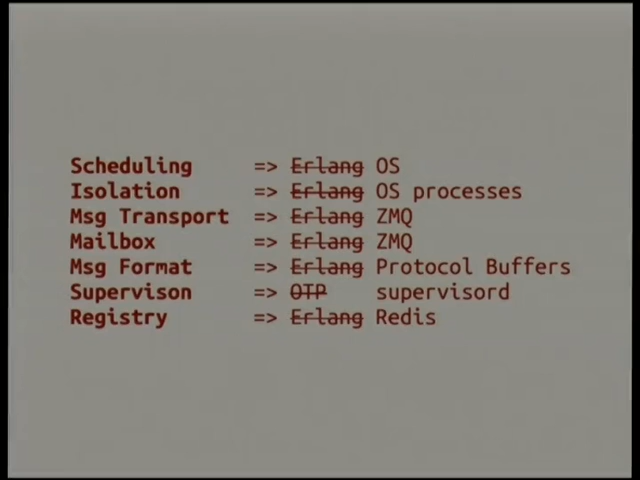 Scheduling => Erlang OS
Isolation => Erlang OS processes
Msg Transport => Erlang ZMQ
Mailbox => Erlang ZMQ
Msg Format => Erlang Protocol Buffers
Supervison => OTP supervisord
Registry => Erlang Redis